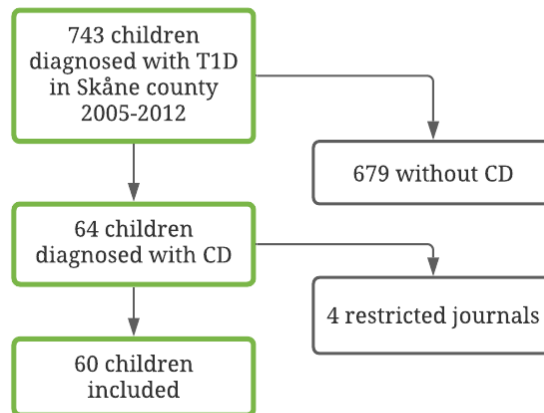 743 children
diagnosed with T1D
in Skåne county
2005-2012
679 without CD
64 children
diagnosed with CD
4 restricted journals
60 children
included